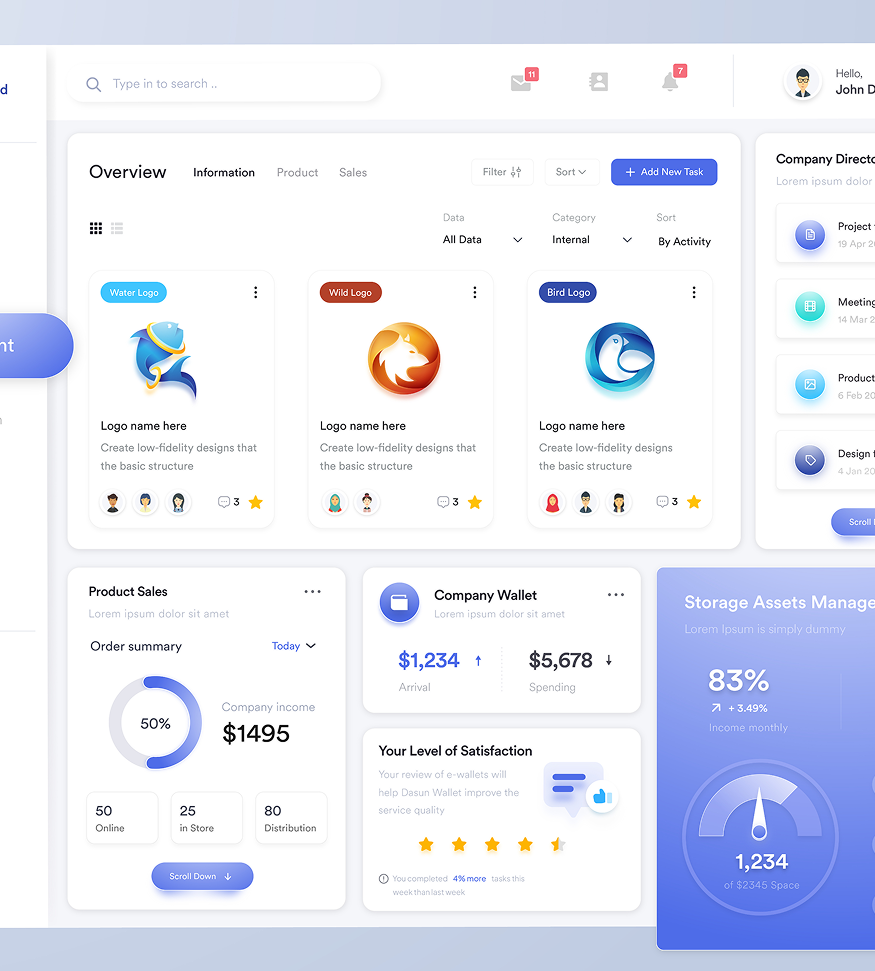 d
Type in to search ..
11
7
Hello,
John D
nt
Overview
Information
Product
Sales
Filter
Sort
+ Add New Task
Data
Category
Sort
All Data
Internal
By Activity
Water Logo
Logo name here
Create low-fidelity designs that
the basic structure
3
Wild Logo
Logo name here
Create low-fidelity designs that
the basic structure
3
Bird Logo
Logo name here
Create low-fidelity designs
the basic structure
3
Company Directo
Lorem ipsum dolor
Project
19 Apr 20
Meeting
14 Mar 2
Product
6 Feb 20
Design f
4 Jan 20
Scroll
Product Sales
Lorem ipsum dolor sit amet
Order summary
Today
50%
Company income
$1495
50
Online
25
in Store
80
Distribution
Scroll Down
Company Wallet
Lorem ipsum dolor sit amet
$1,234
Arrival
$5,678
Spending
Your Level of Satisfaction
Your review of e-wallets will
help Dasun Wallet improve the
service quality
You completed 4% more tasks this
week than last week
Storage Assets Manage
Lorem Ipsum is simply dummy
83%
+ 3.49%
Income monthly
1,234
of $2345 Space